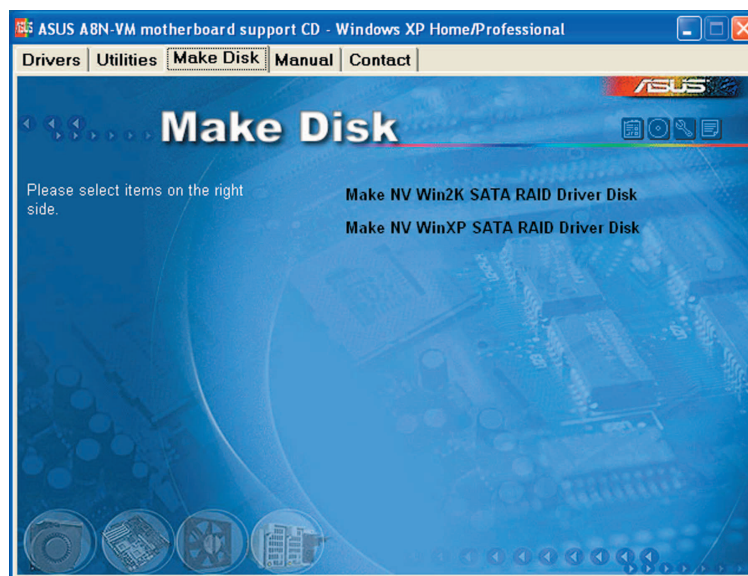 ASUS A8N-VM motherboard support CD - Windows XP Home/Professional
Drivers Utilities Make Disk Manual Contact
ASUS
Make Disk
Please select items on the right
side.
Make NV Win2K SATA RAID Driver Disk
Make NV WinXP SATA RAID Driver Disk